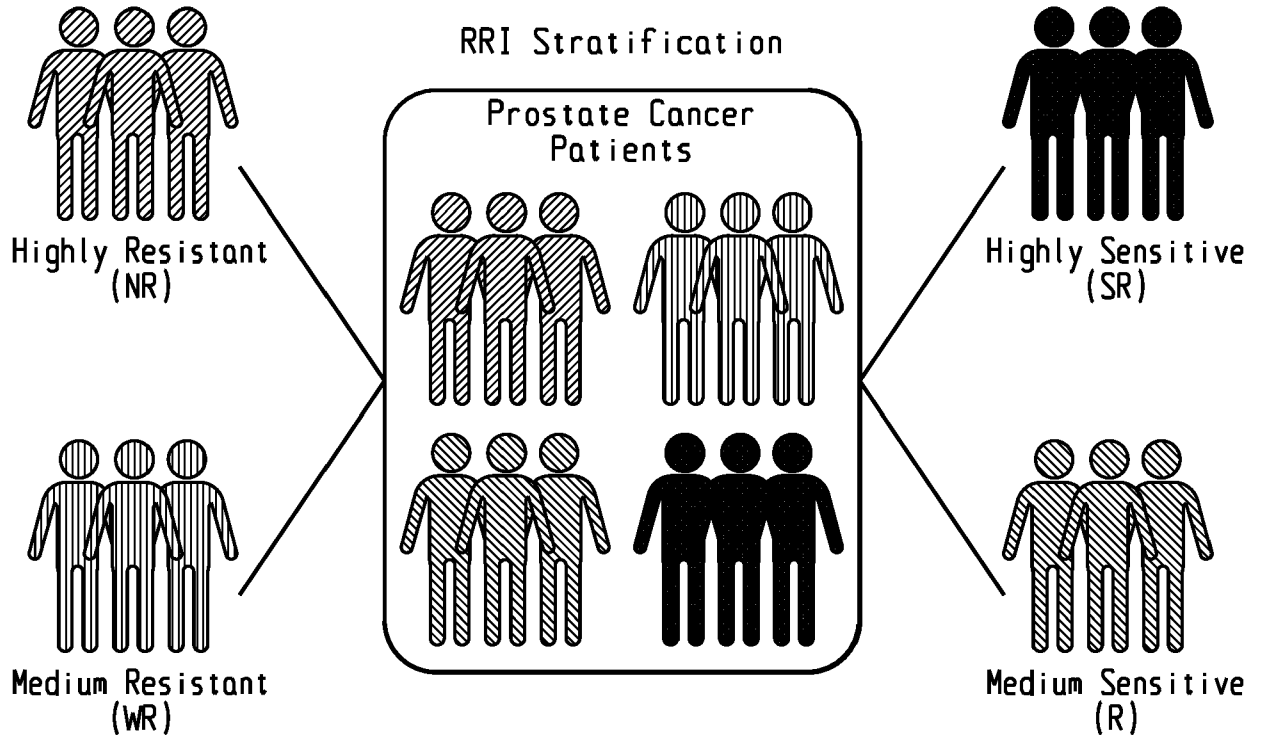 RRI Stratification
Prostate Cancer
Patients
Highly Resistant
(NR)
Highly Sensitive
(SR)
Medium Resistant
(WR)
Medium Sensitive
(R)